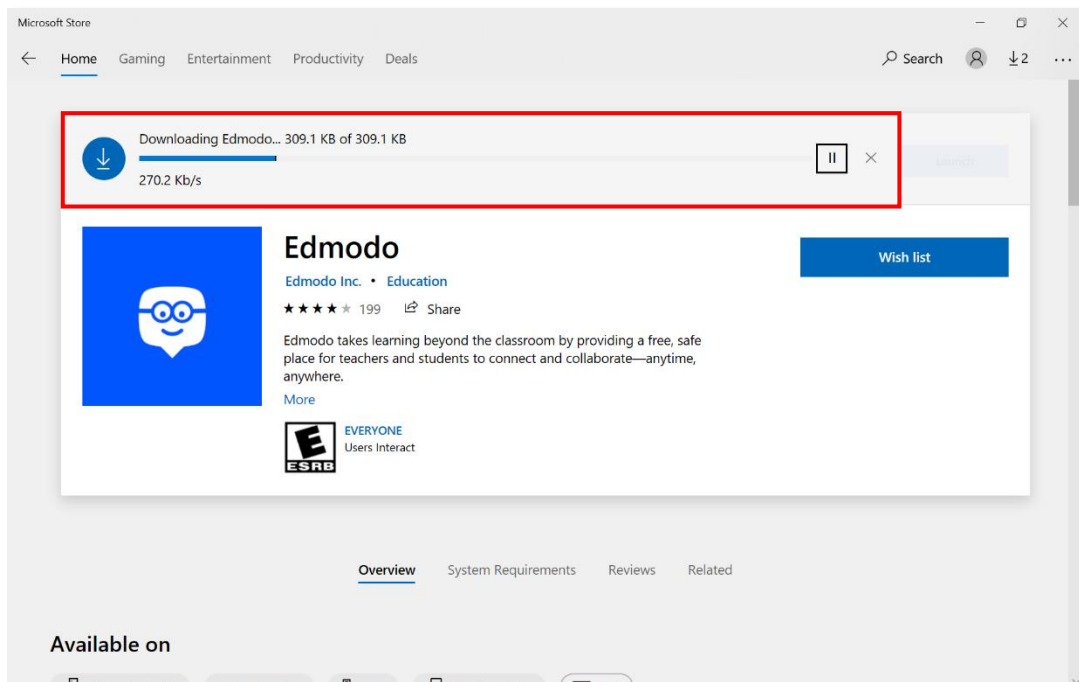 Microsoft Store
Home Gaming Entertainment Productivity Deals Search 2
Downloading Edmodo... 309.1 KB of 309.1 KB
270.2 Kb/s
Launch
Edmodo
Wish list
Edmodo Inc. • Education
199 Share
Edmodo takes learning beyond the classroom by providing a free, safe
place for teachers and students to connect and collaborate—anytime,
anywhere.
More
E
ESRB
EVERYONE
Users Interact
Overview System Requirements Reviews Related
Available on